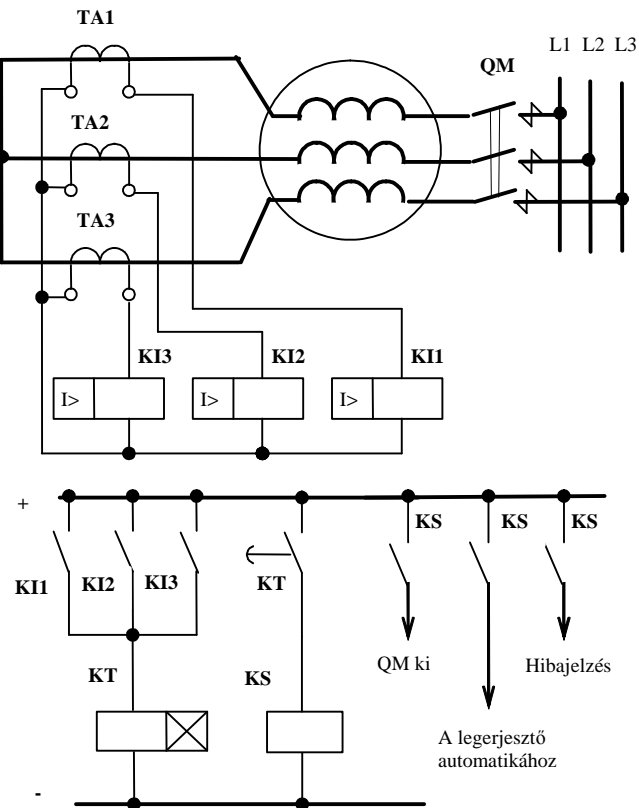 TA1
L1 L2 L3
QM
TA2
TA3
KI3 KI2 KI1
I> I> I>
+
KS KS KS
KI1 KI2 KI3 KT
QM ki Hibajelzés
KT KS
A legerjesztő
automatikához
-